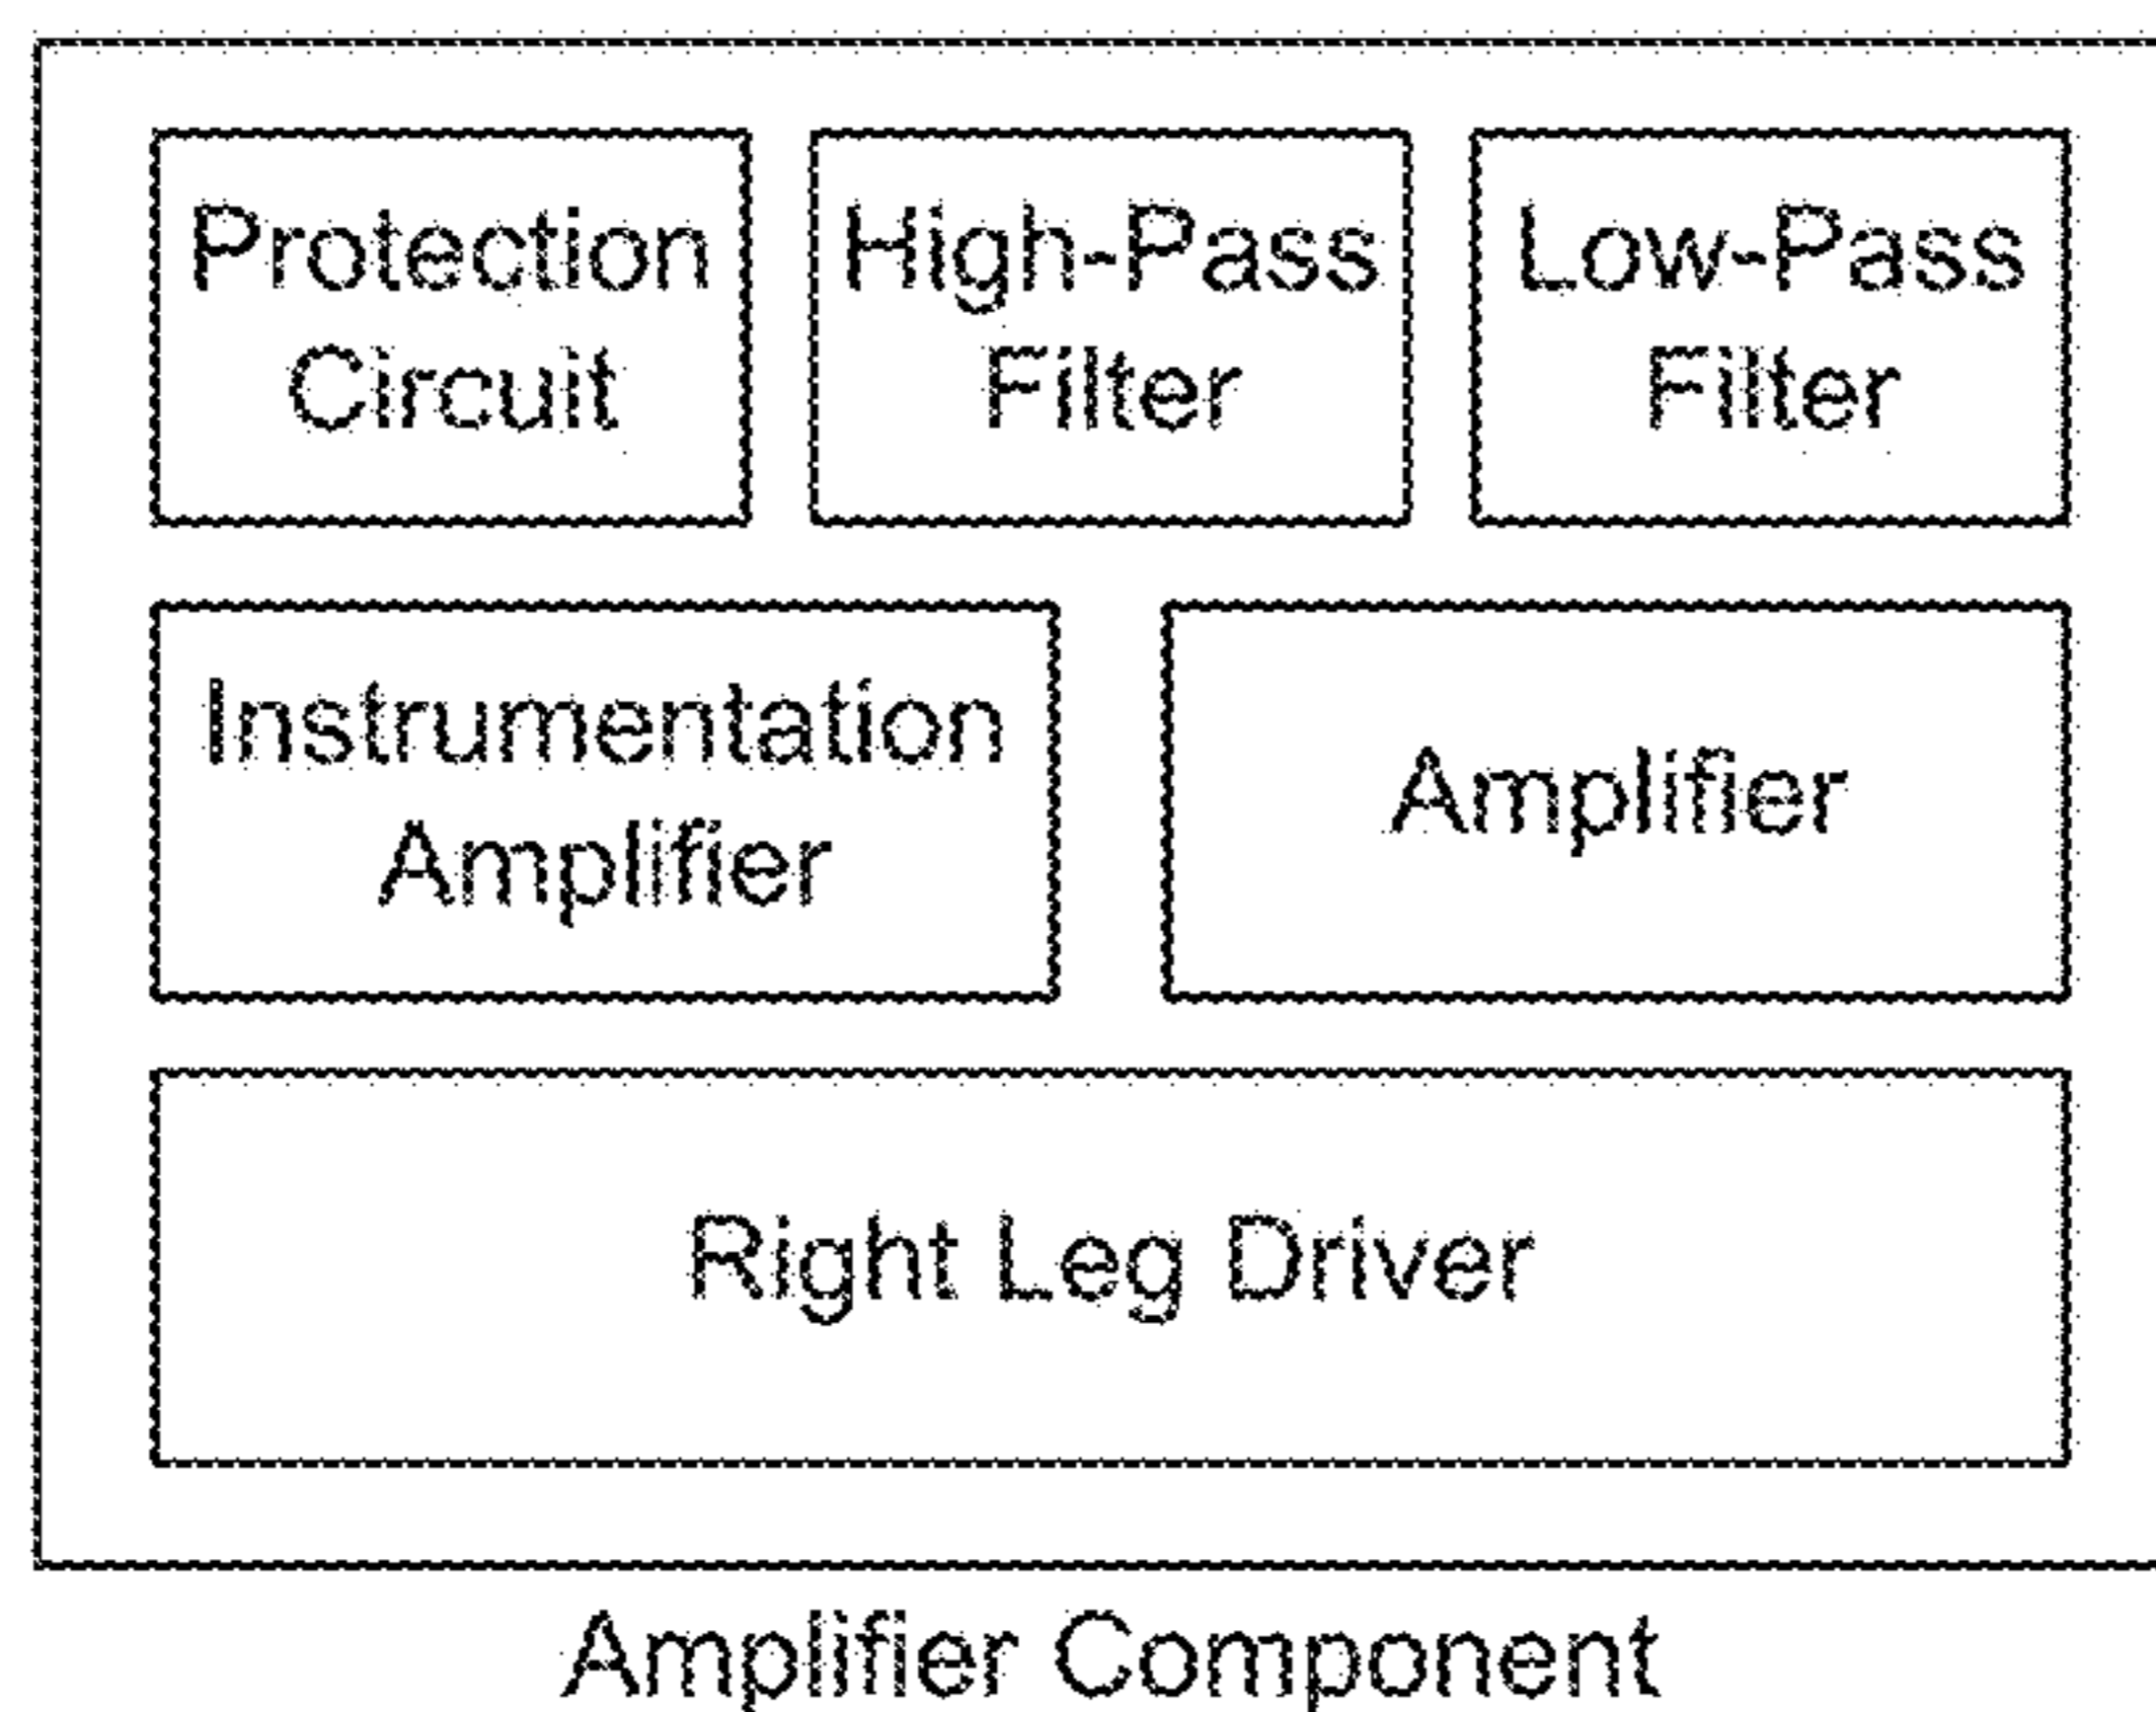 Protection
Circuit
High-Pass
Filter
Low-Pass
Filter
Instrumentation
Amplifier
Amplifier
Right Leg Driver
Amplifier Component